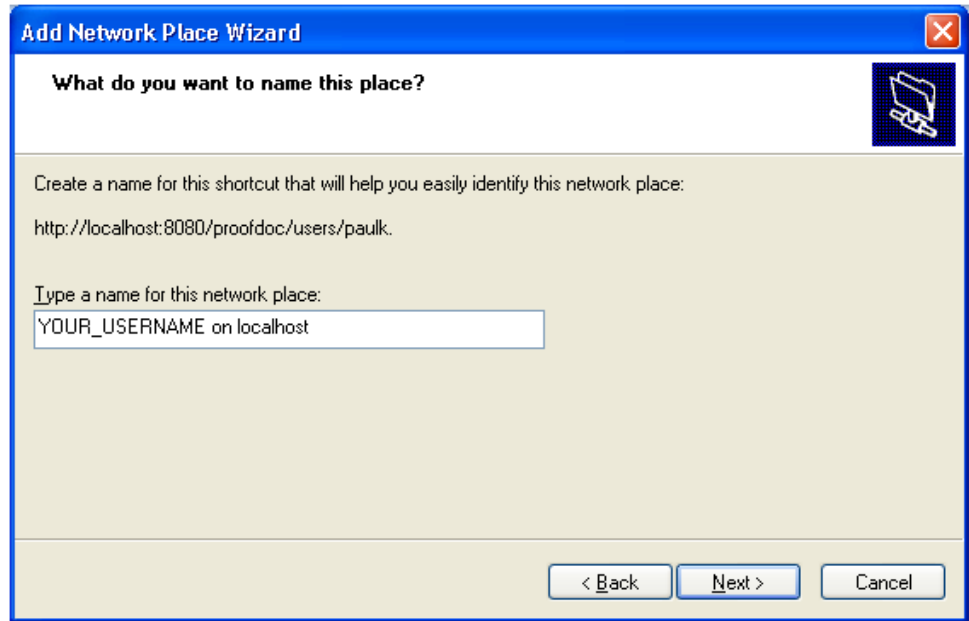 Add Network Place Wizard
What do you want to name this place?
Create a name for this shortcut that will help you easily identify this network place:
http://localhost:8080/proofdoc/users/paulk.
Type a name for this network place:
YOUR_USERNAME on localhost
< Back Next > Cancel